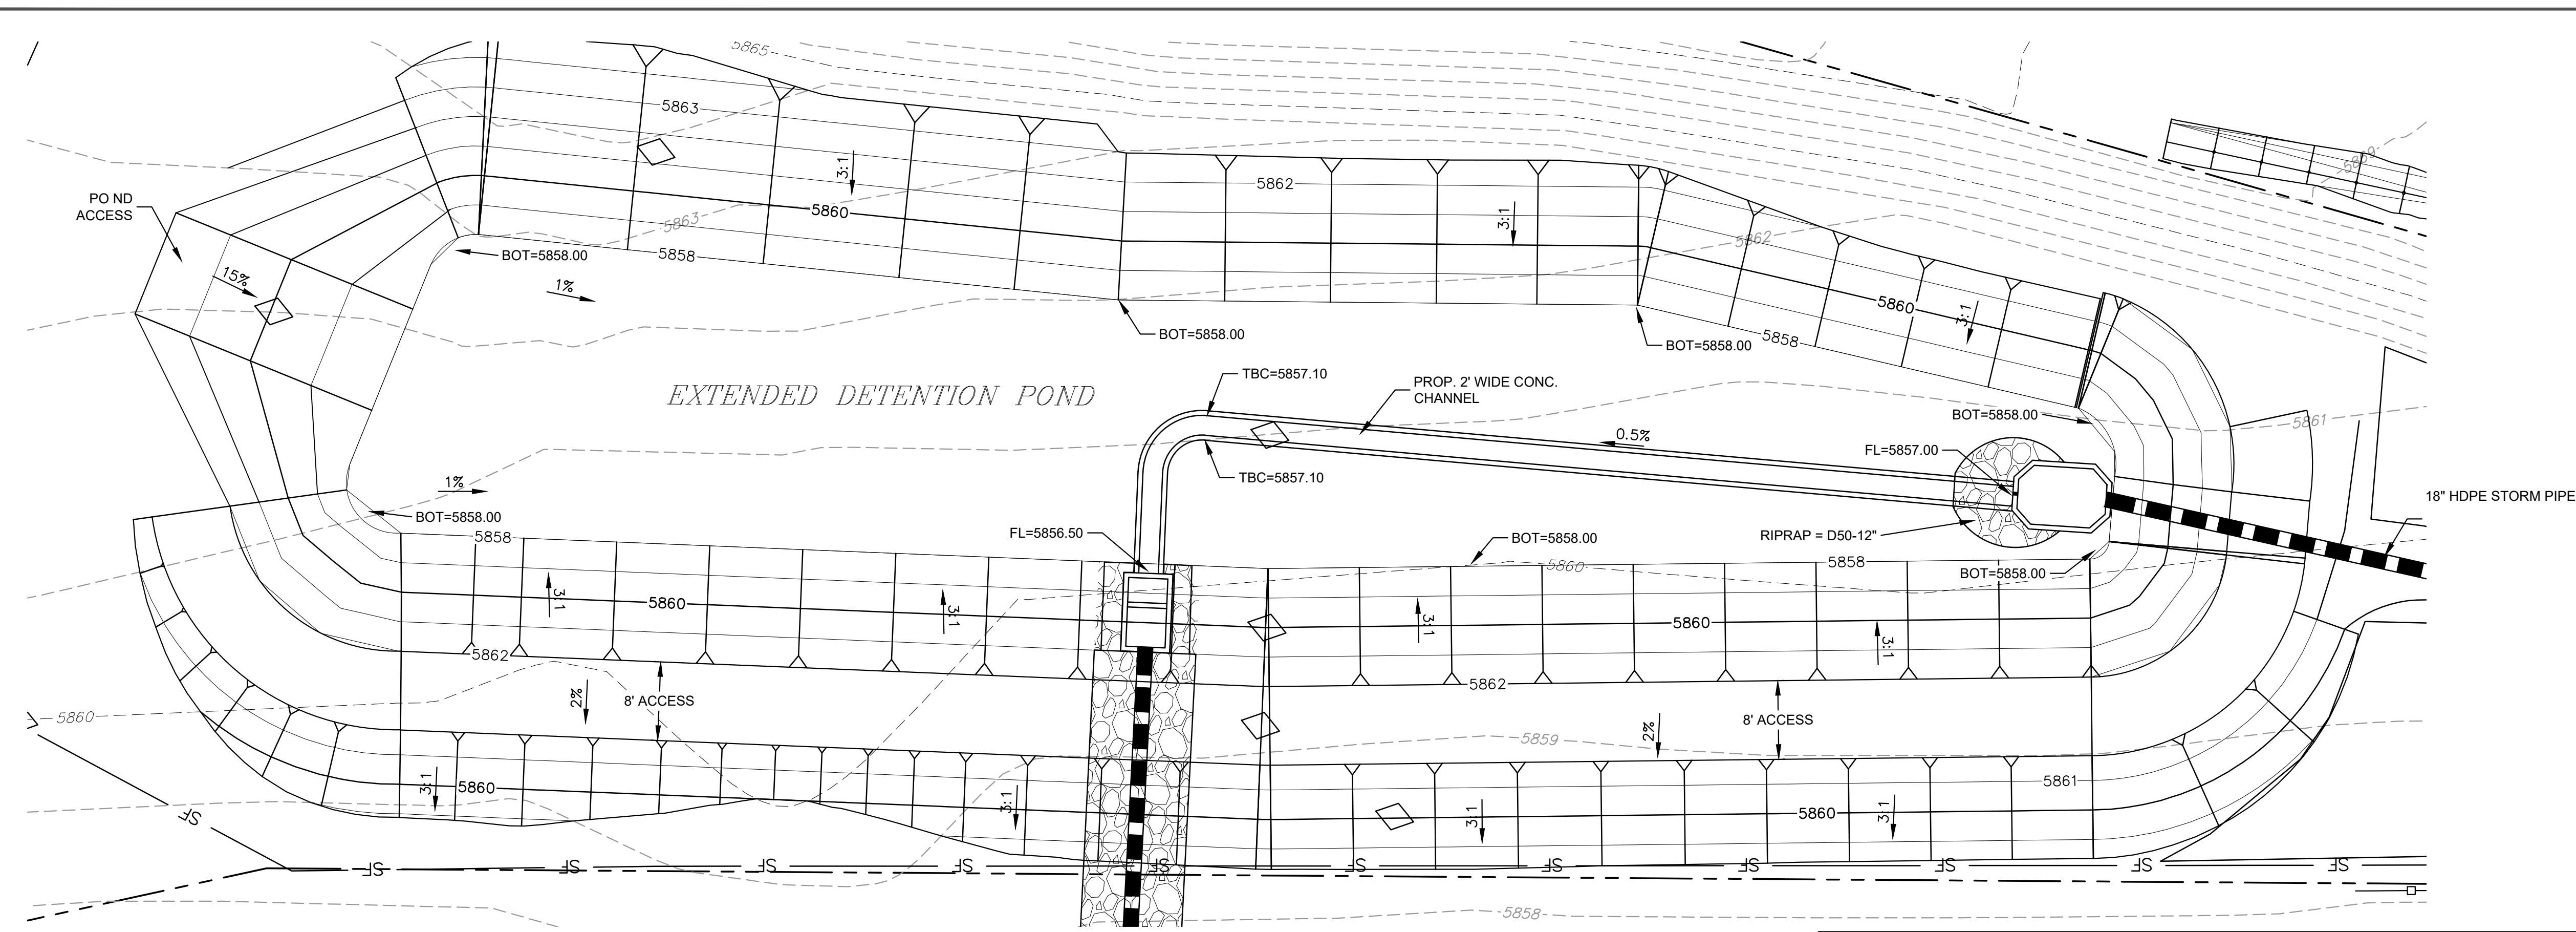 5865
5863
5869
3:1
5862
PO ND
ACCESS
5860
5863
3:1
5862
5858
BOT=5858.00
15%
1%
5860
3:1
BOT=5858.00
5858
BOT=5858.00
TBC=5857.10
PROP. 2' WIDE CONC.
CHANNEL
EXTENDED DETENTION POND
BOT=5858.00
5861
0.5%
FL=5857.00
TBC=5857.10
1%
18" HDPE STORM PIPE
BOT=5858.00
FL=5856.50
RIPRAP = D50-12"
5858
BOT=5858.00
5860
5858
BOT=5858.00
3:1
5860
3:1
3:1
5860
3:1
5862
5862
2%
8' ACCESS
5860
8' ACCESS
2%
5859
3:1
5860
3:1
3:1
5861
5860
3:1
SF
SF
SF
SF
SF
SF
SF
SF
SF
SF
SF
SF
5858